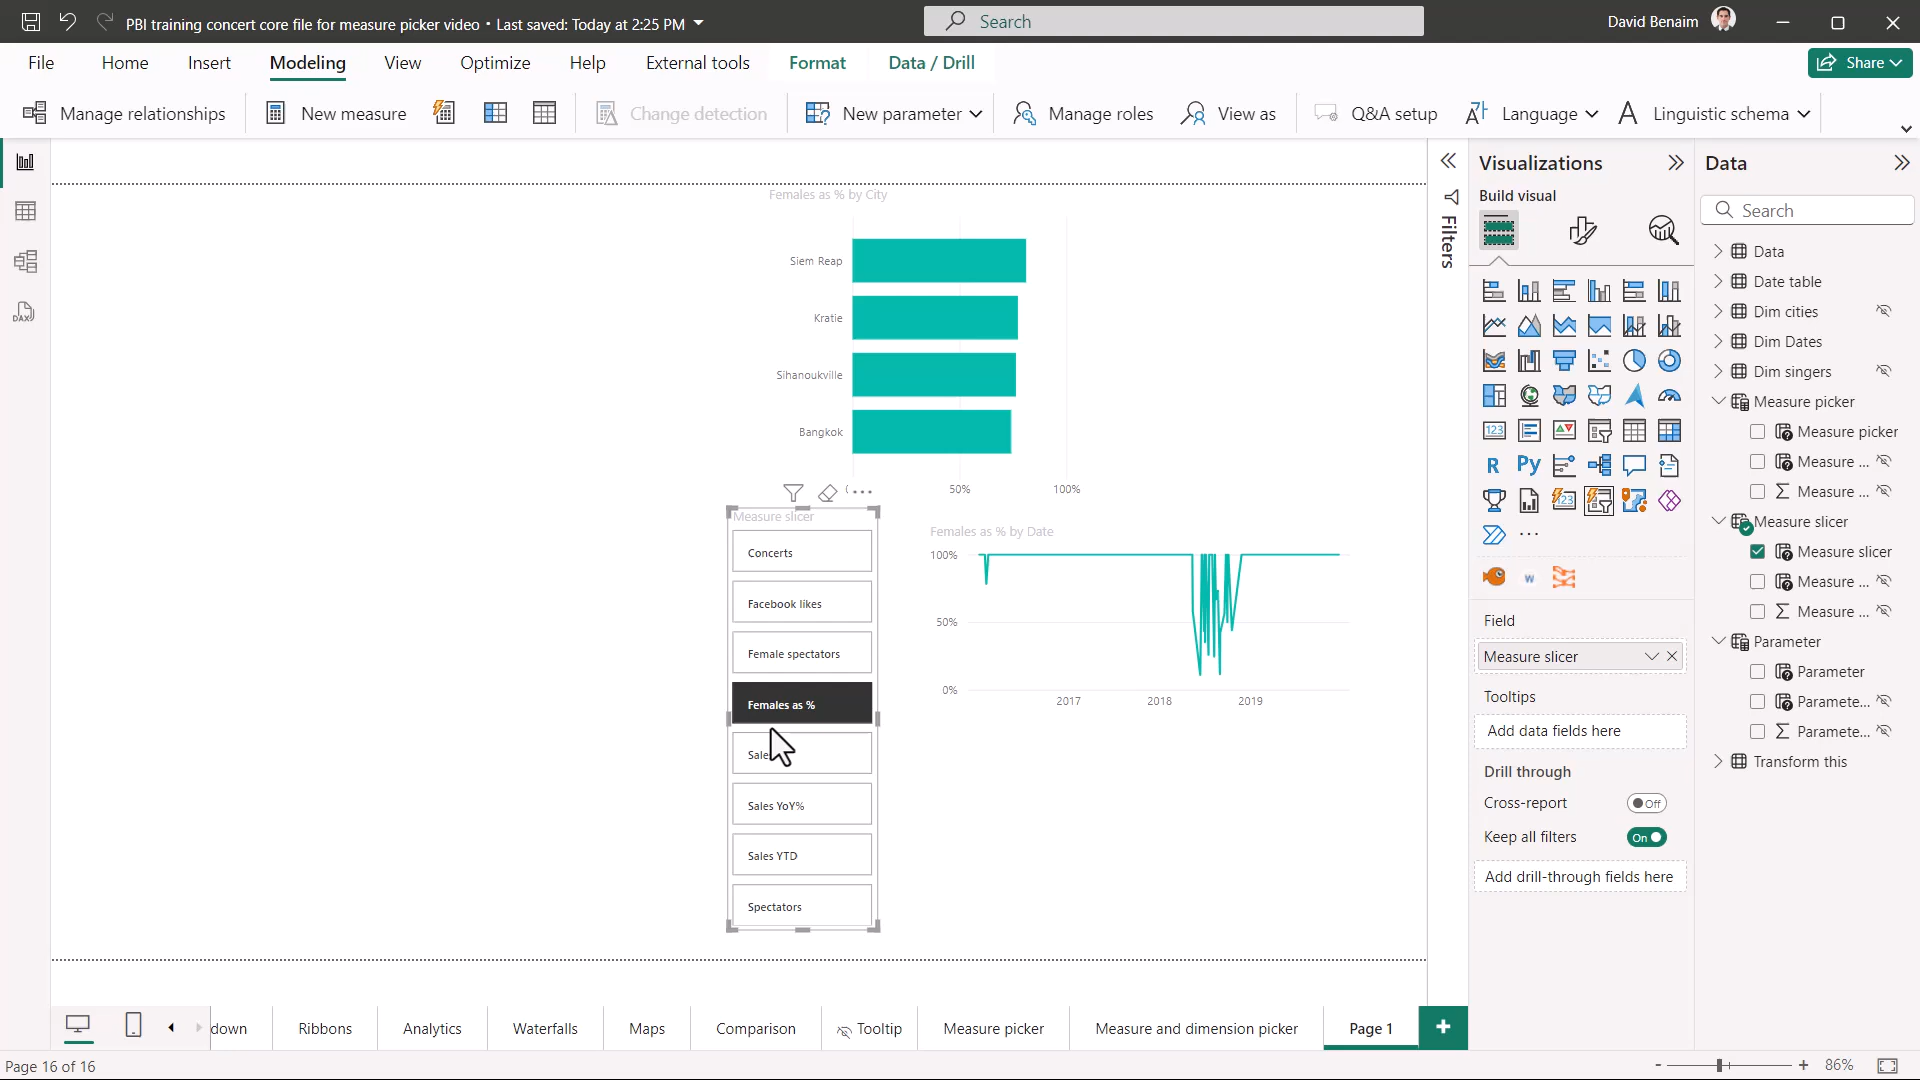 PBI training concert core file for measure picker video • Last saved: Today at 2:25 PM
Search
David Benaim
File
Home
Insert
Modeling
View
Optimize
Help
External tools
Format
Data / Drill
Share
Manage relationships
New measure
Change detection
New parameter
Manage roles
View as
Q&A setup
Language
Linguistic schema
Females as % by City
Siem Reap
Kratie
Sihanoukville
Bangkok
50%
100%
Measure slicer
Concerts
Facebook likes
Female spectators
Females as %
Sale
Sales YoY%
Sales YTD
Spectators
Females as % by Date
100%
50%
0%
2017
2018
2019
Filters
Visualizations
Build visual
123
R
Py
123
W
Field
Measure slicer
Tooltips
Add data fields here
Drill through
Cross-report
Off
Keep all filters
On
Add drill-through fields here
Data
Search
Data
Date table
Dim cities
Dim Dates
Dim singers
Measure picker
Measure picker
Measure ...
Measure ...
Measure slicer
Measure slicer
Measure ...
Measure ...
Parameter
Parameter
Paramete...
Paramete...
Transform this
DAX
down
Ribbons
Analytics
Waterfalls
Maps
Comparison
Tooltip
Measure picker
Measure and dimension picker
Page 1
Page 16 of 16
86%